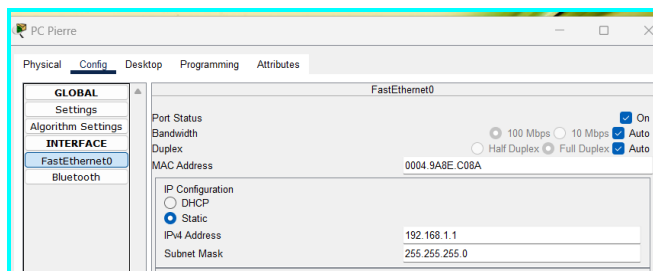 PC Pierre
Physical Config Desktop Programming Attributes
GLOBAL
Settings
Algorithm Settings
INTERFACE
FastEthernet0
Bluetooth
FastEthernet0
Port Status On
Bandwidth 100 Mbps 10 Mbps Auto
Duplex Half Duplex Full Duplex Auto
MAC Address 0004.9A8E.C08A
IP Configuration
DHCP
Static
IPv4 Address 192.168.1.1
Subnet Mask 255.255.255.0